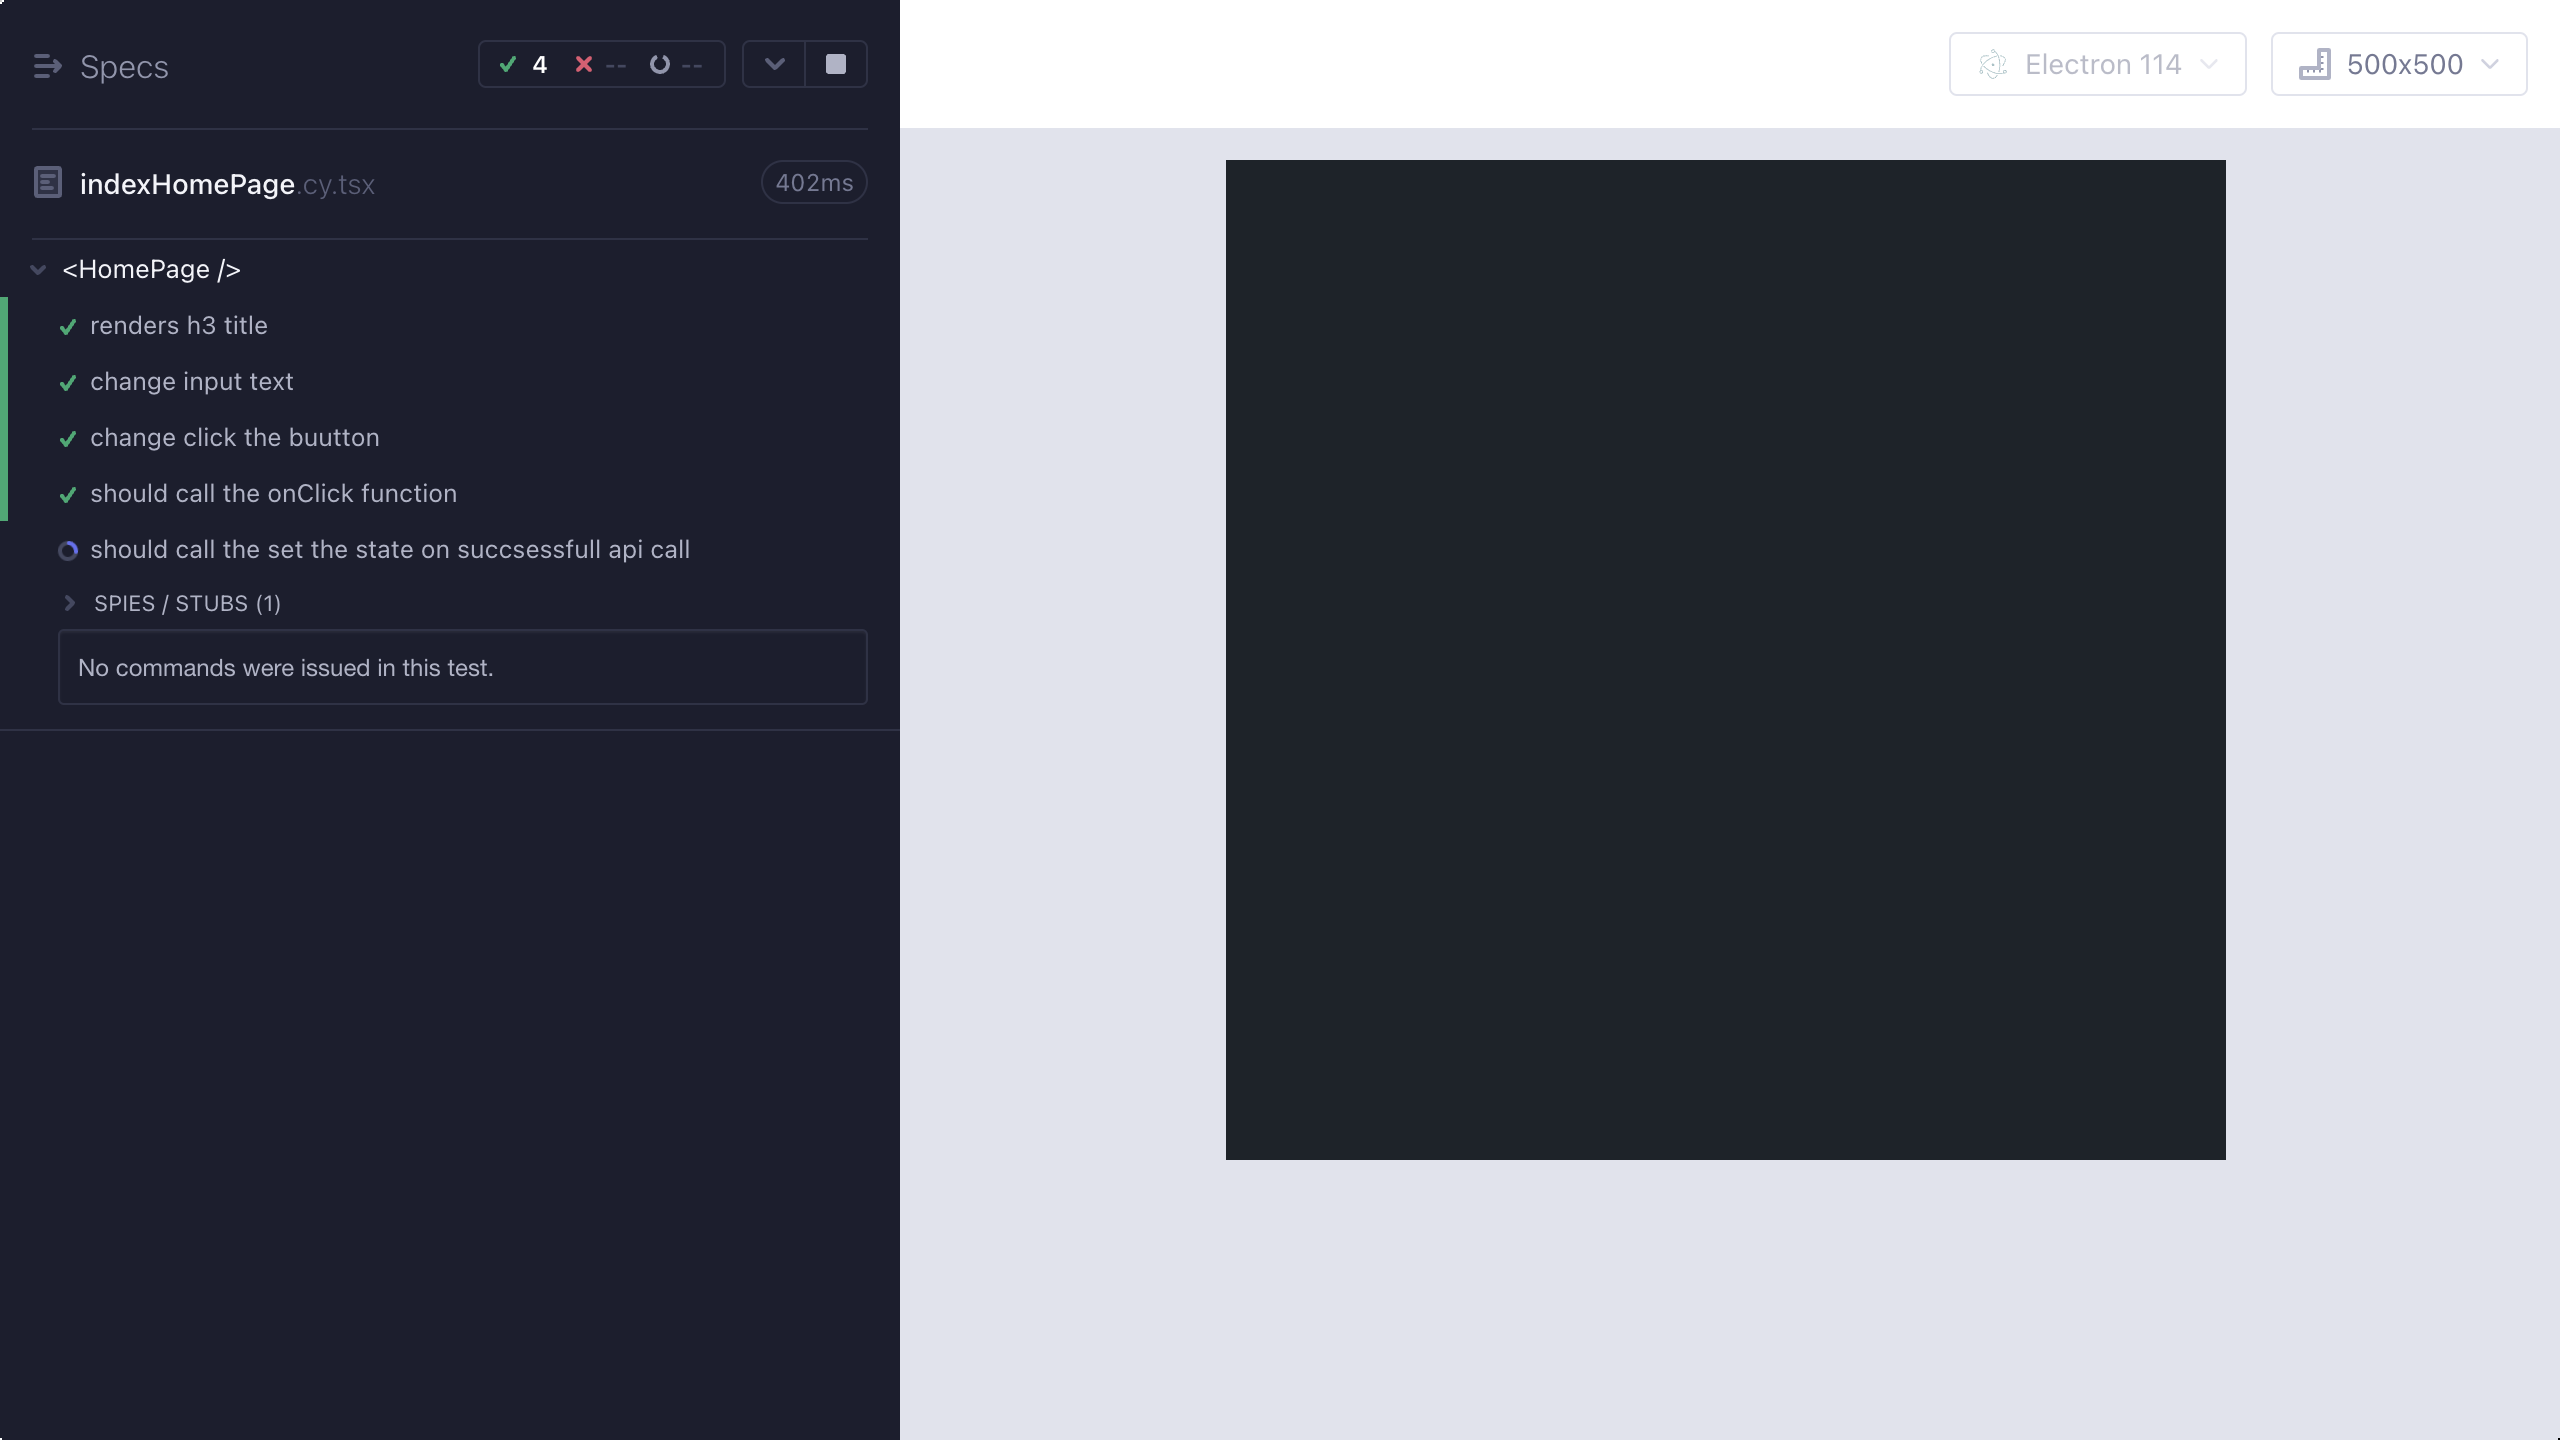 Specs
4 -- --
Electron 114
500x500
indexHomePage.cy.tsx
402ms
<HomePage />
renders h3 title
change input text
change click the buutton
should call the onClick function
should call the set the state on succsessfull api call
SPIES / STUBS (1)
No commands were issued in this test.